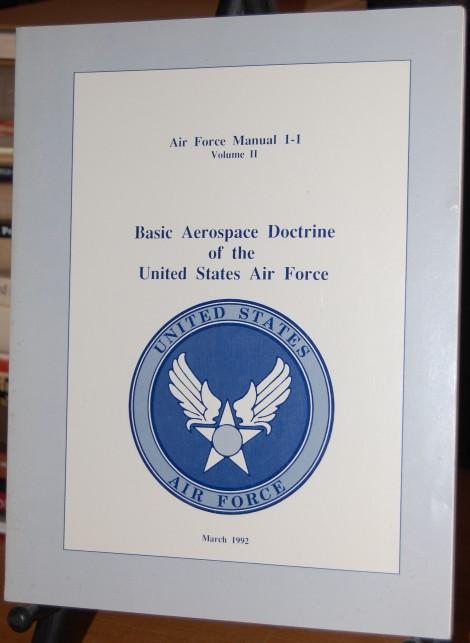 Air Force Manual 1-1
Volume II
Basic Aerospace Doctrine
of the
United States Air Force
UNITED STATES
AIR FORCE
March 1992